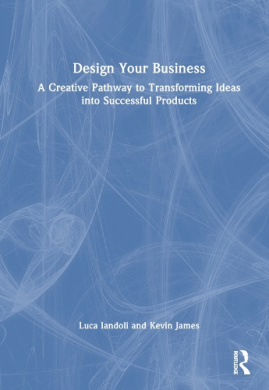 Design Your Business
A Creative Pathway to Transforming Ideas
into Successful Products
Luca Iandoli and Kevin James
R
ROUTLEDGE